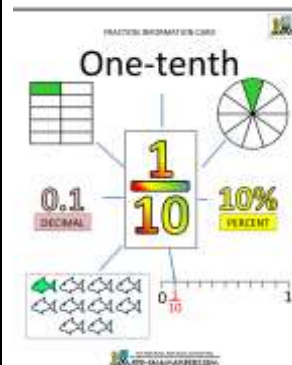 FRACTION INFORMATION CARD
One-tenth
1
10
0.1
DECIMAL
10%
PERCENT
0
1
10
1